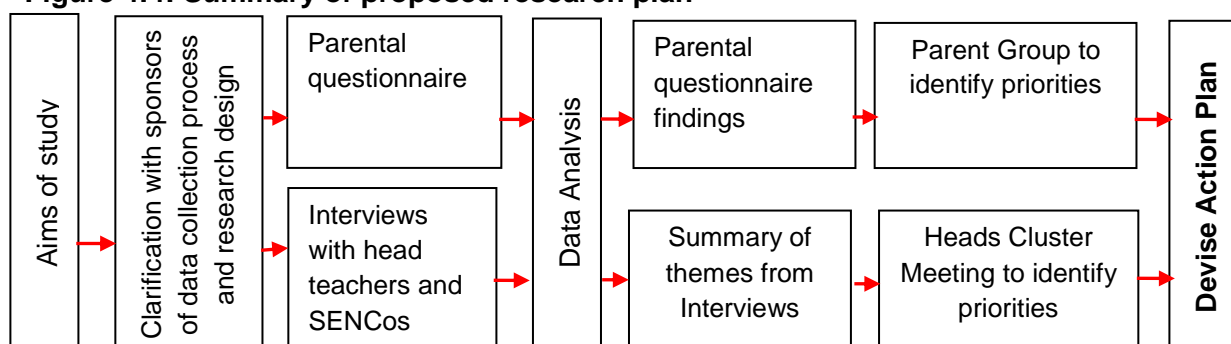 Figure 4.4: Summary of proposed research plan
Aims of study
Clarification with sponsors
of data collection process
and research design
Parental
questionnaire
Interviews
with head
teachers and
SENCos
Data Analysis
Parental
questionnaire
findings
Summary of
themes from
Interviews
Parent Group to
identify priorities
Heads Cluster
Meeting to identify
priorities
Devise Action Plan